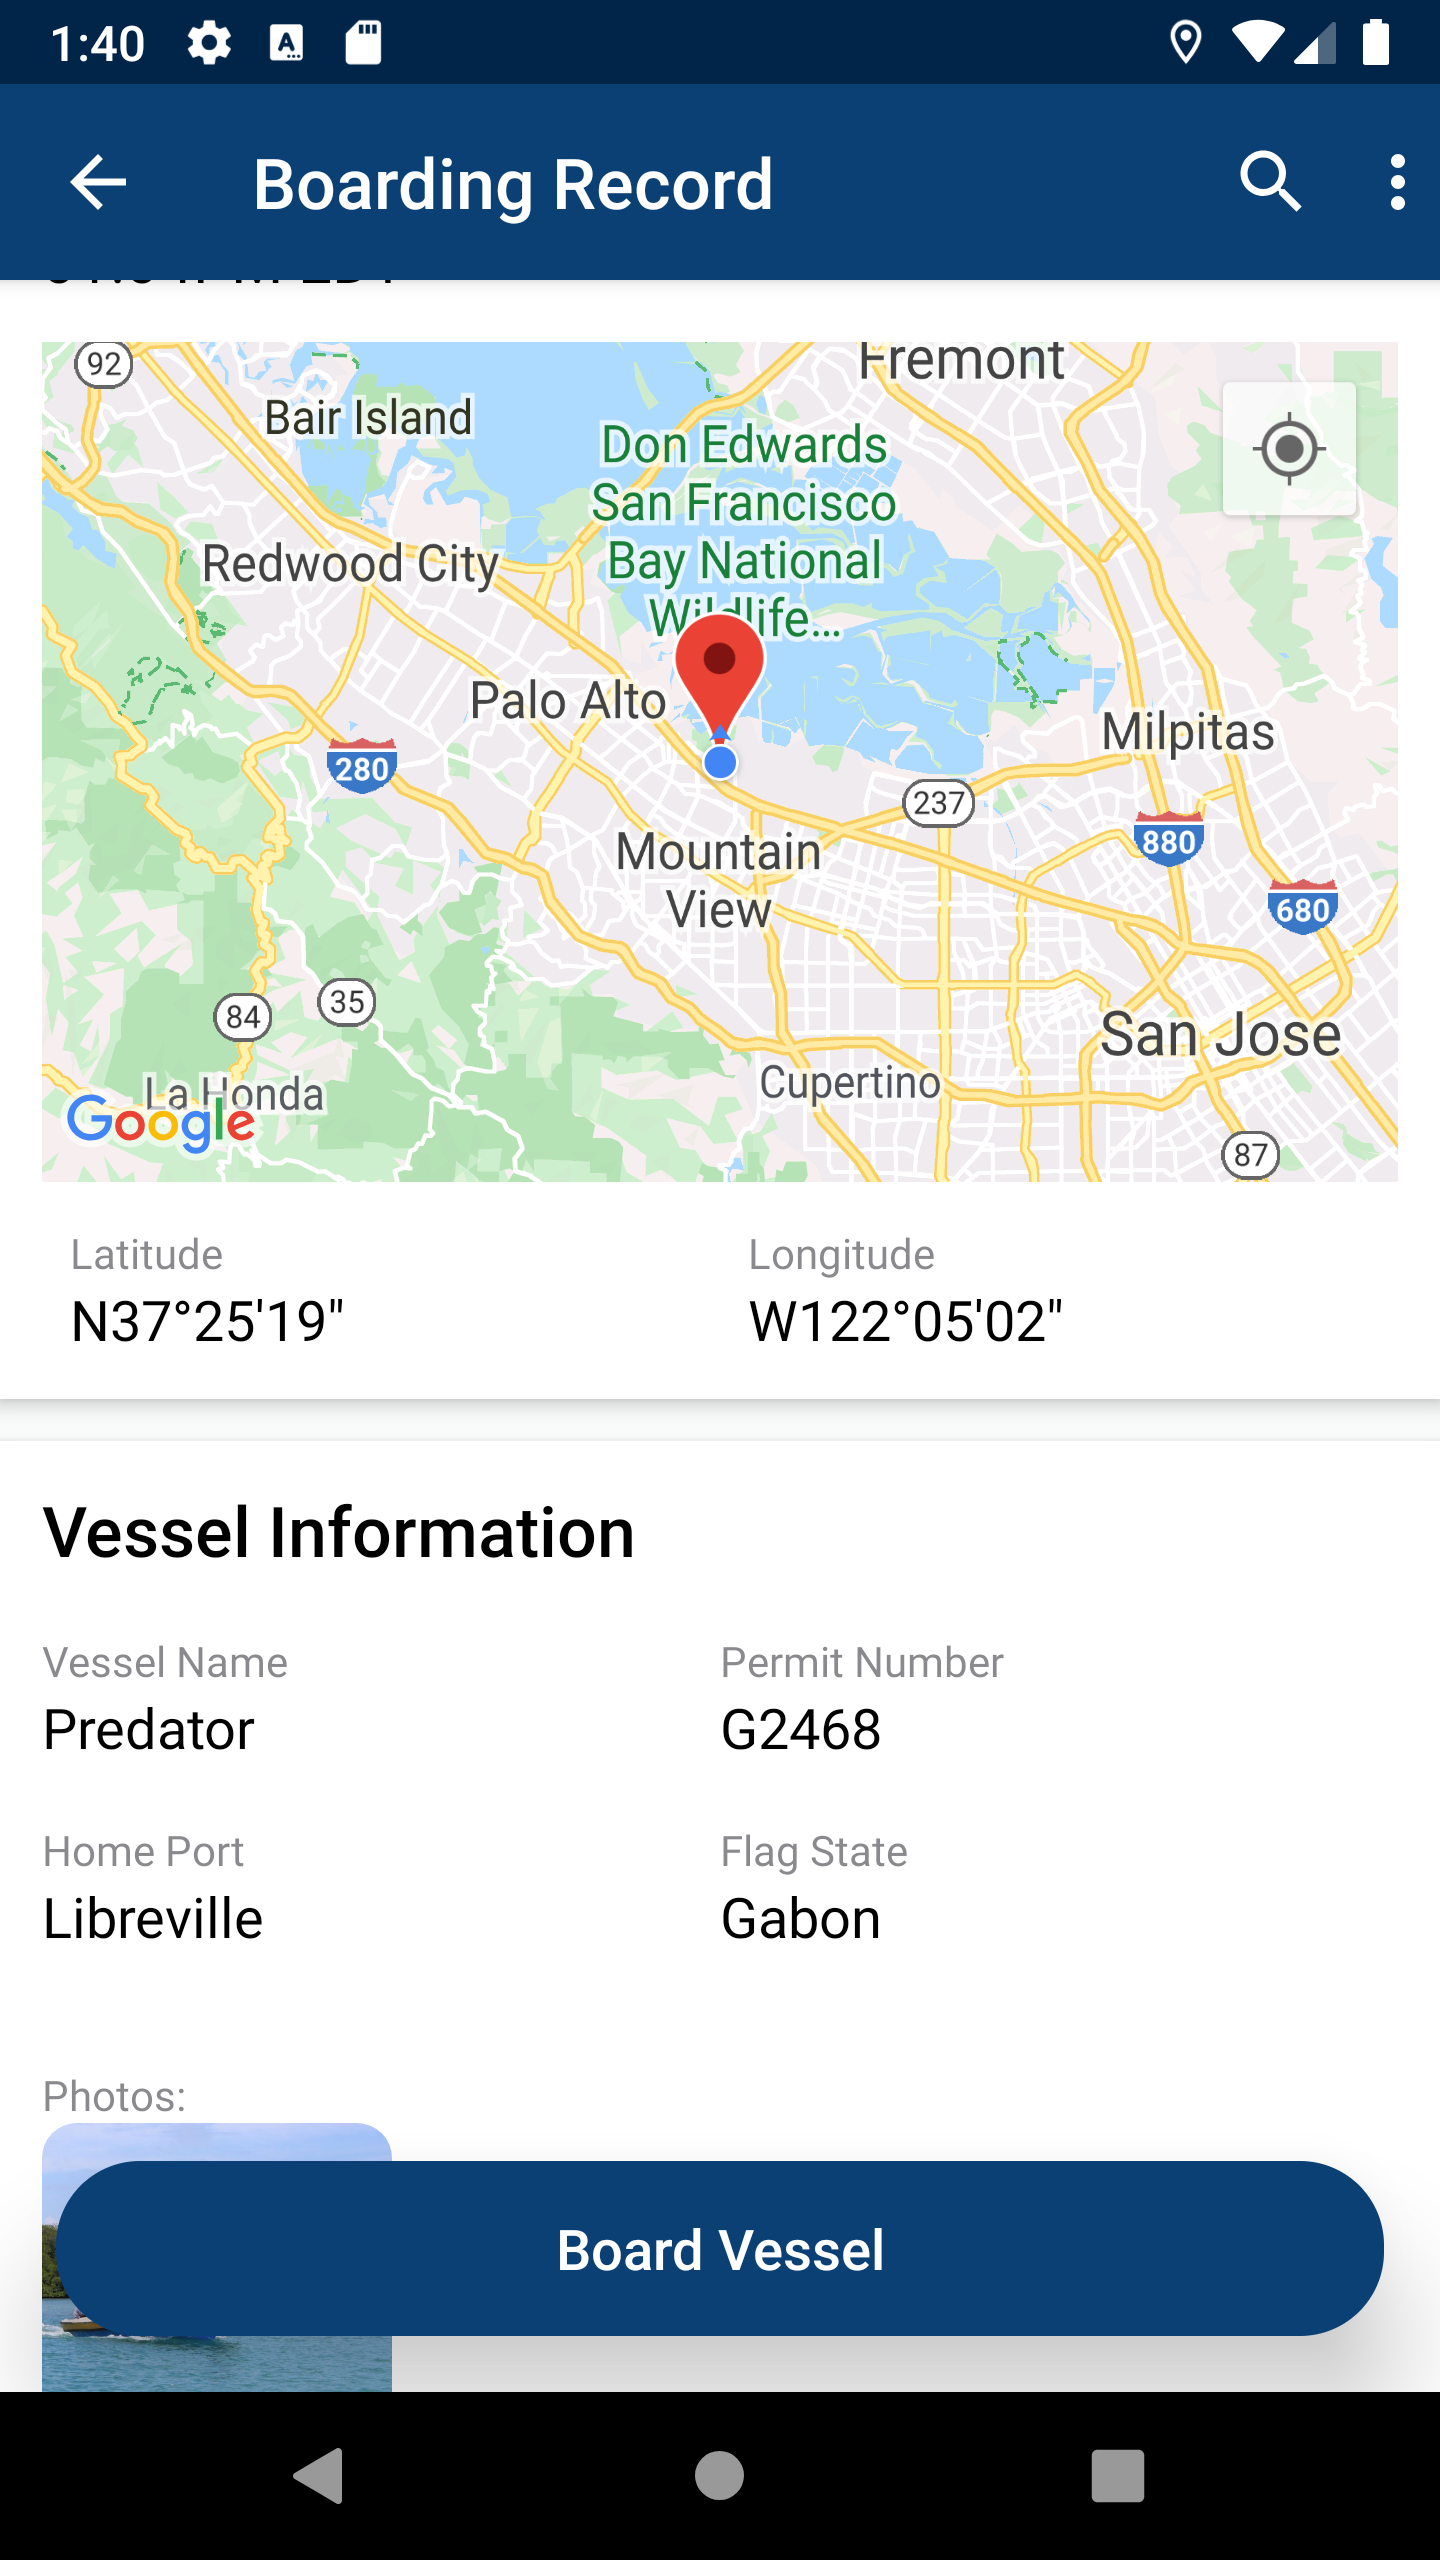 1:40
Boarding Record
92
Fremont
Bair Island
Don Edwards
San Francisco
Bay National
Wildlife...
Redwood City
Palo Alto
Milpitas
280
237
880
Mountain
View
680
84
35
San Jose
La Honda
Cupertino
Google
87
Latitude
Longitude
N37°25'19"
W122°05'02"
Vessel Information
Vessel Name
Permit Number
Predator
G2468
Home Port
Flag State
Libreville
Gabon
Photos:
Board Vessel